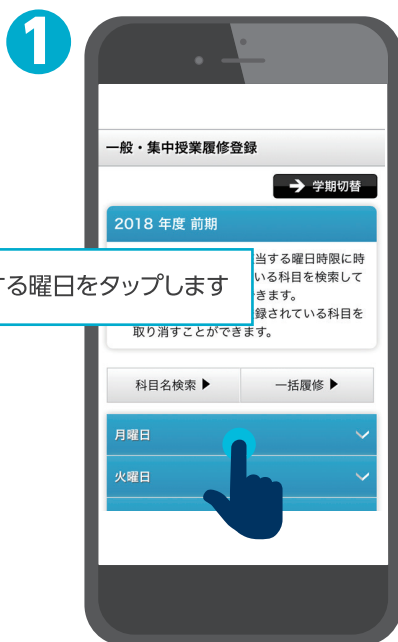 1
一般・集中授業履修登録
→ 学期切替
2018 年度 前期
当する曜日時限に時
いる科目を検索して
きます。
る曜日をタップします
録されている科目を
取り消すことができます。
科目名検索 ▶
一括履修 ▶
月曜日
火曜日